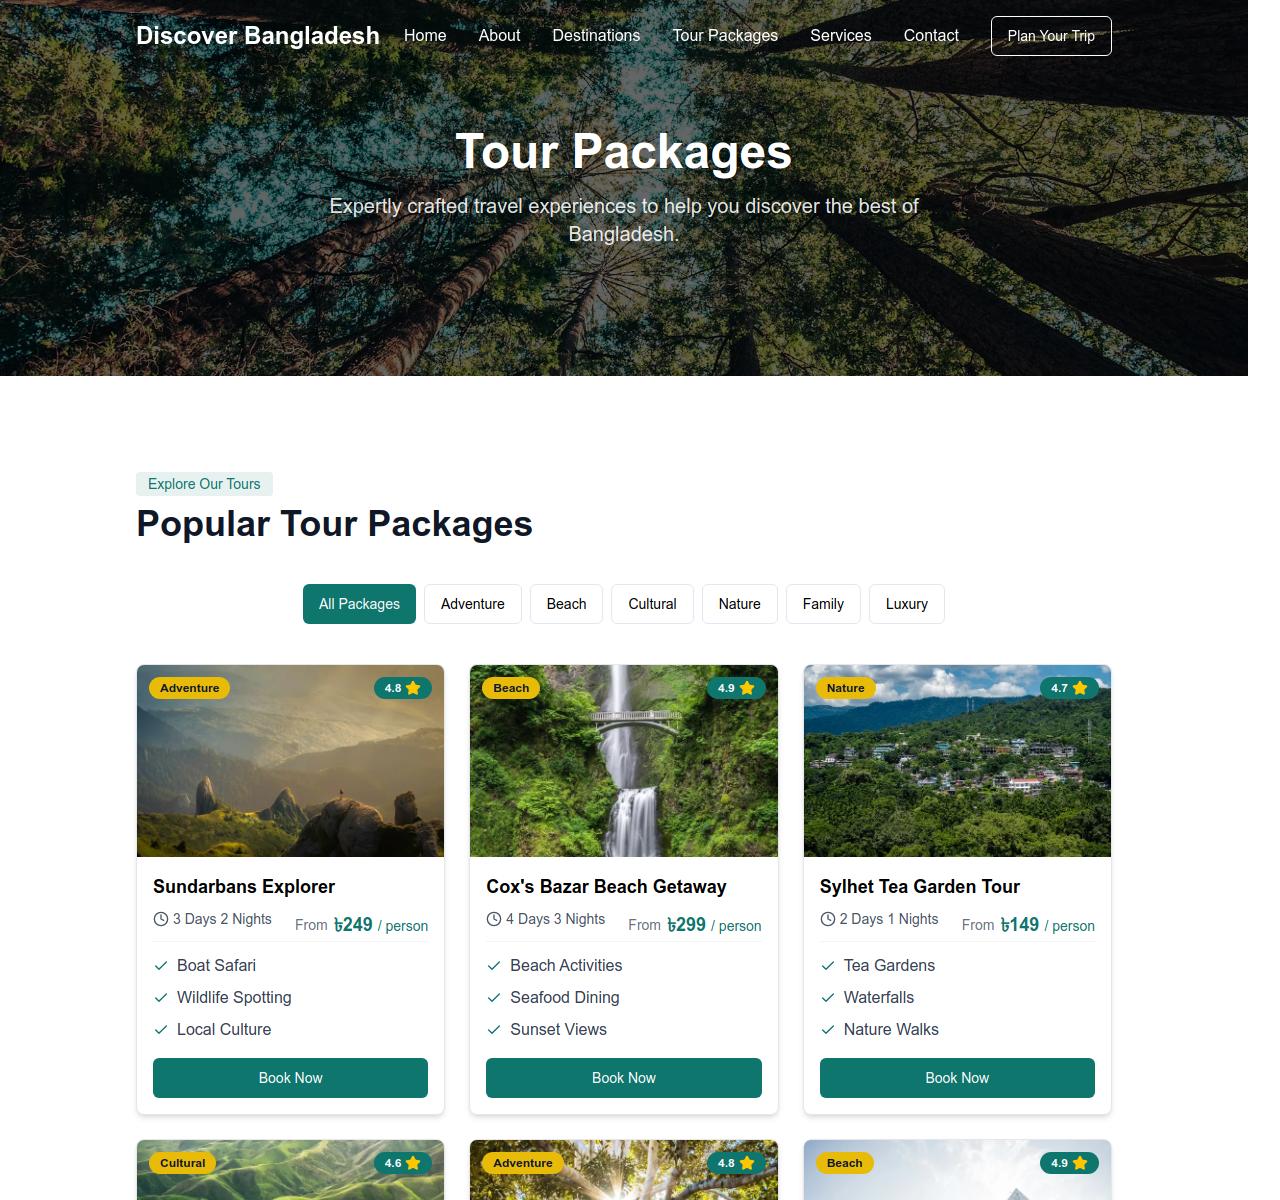 Discover Bangladesh Home About Destinations Tour Packages Services Contact Plan Your Trip
Tour Packages
Expertly crafted travel experiences to help you discover the best of
Bangladesh.
Explore Our Tours
Popular Tour Packages
All Packages Adventure Beach Cultural Nature Family Luxury
Adventure 4.8
Beach 4.9
Nature 4.7
Sundarbans Explorer
3 Days 2 Nights From ৳249 / person
Boat Safari
Wildlife Spotting
Local Culture
Book Now
Cox's Bazar Beach Getaway
4 Days 3 Nights From ৳299 / person
Beach Activities
Seafood Dining
Sunset Views
Book Now
Sylhet Tea Garden Tour
2 Days 1 Nights From ৳149 / person
Tea Gardens
Waterfalls
Nature Walks
Book Now
Cultural 4.6
Adventure 4.8
Beach 4.9